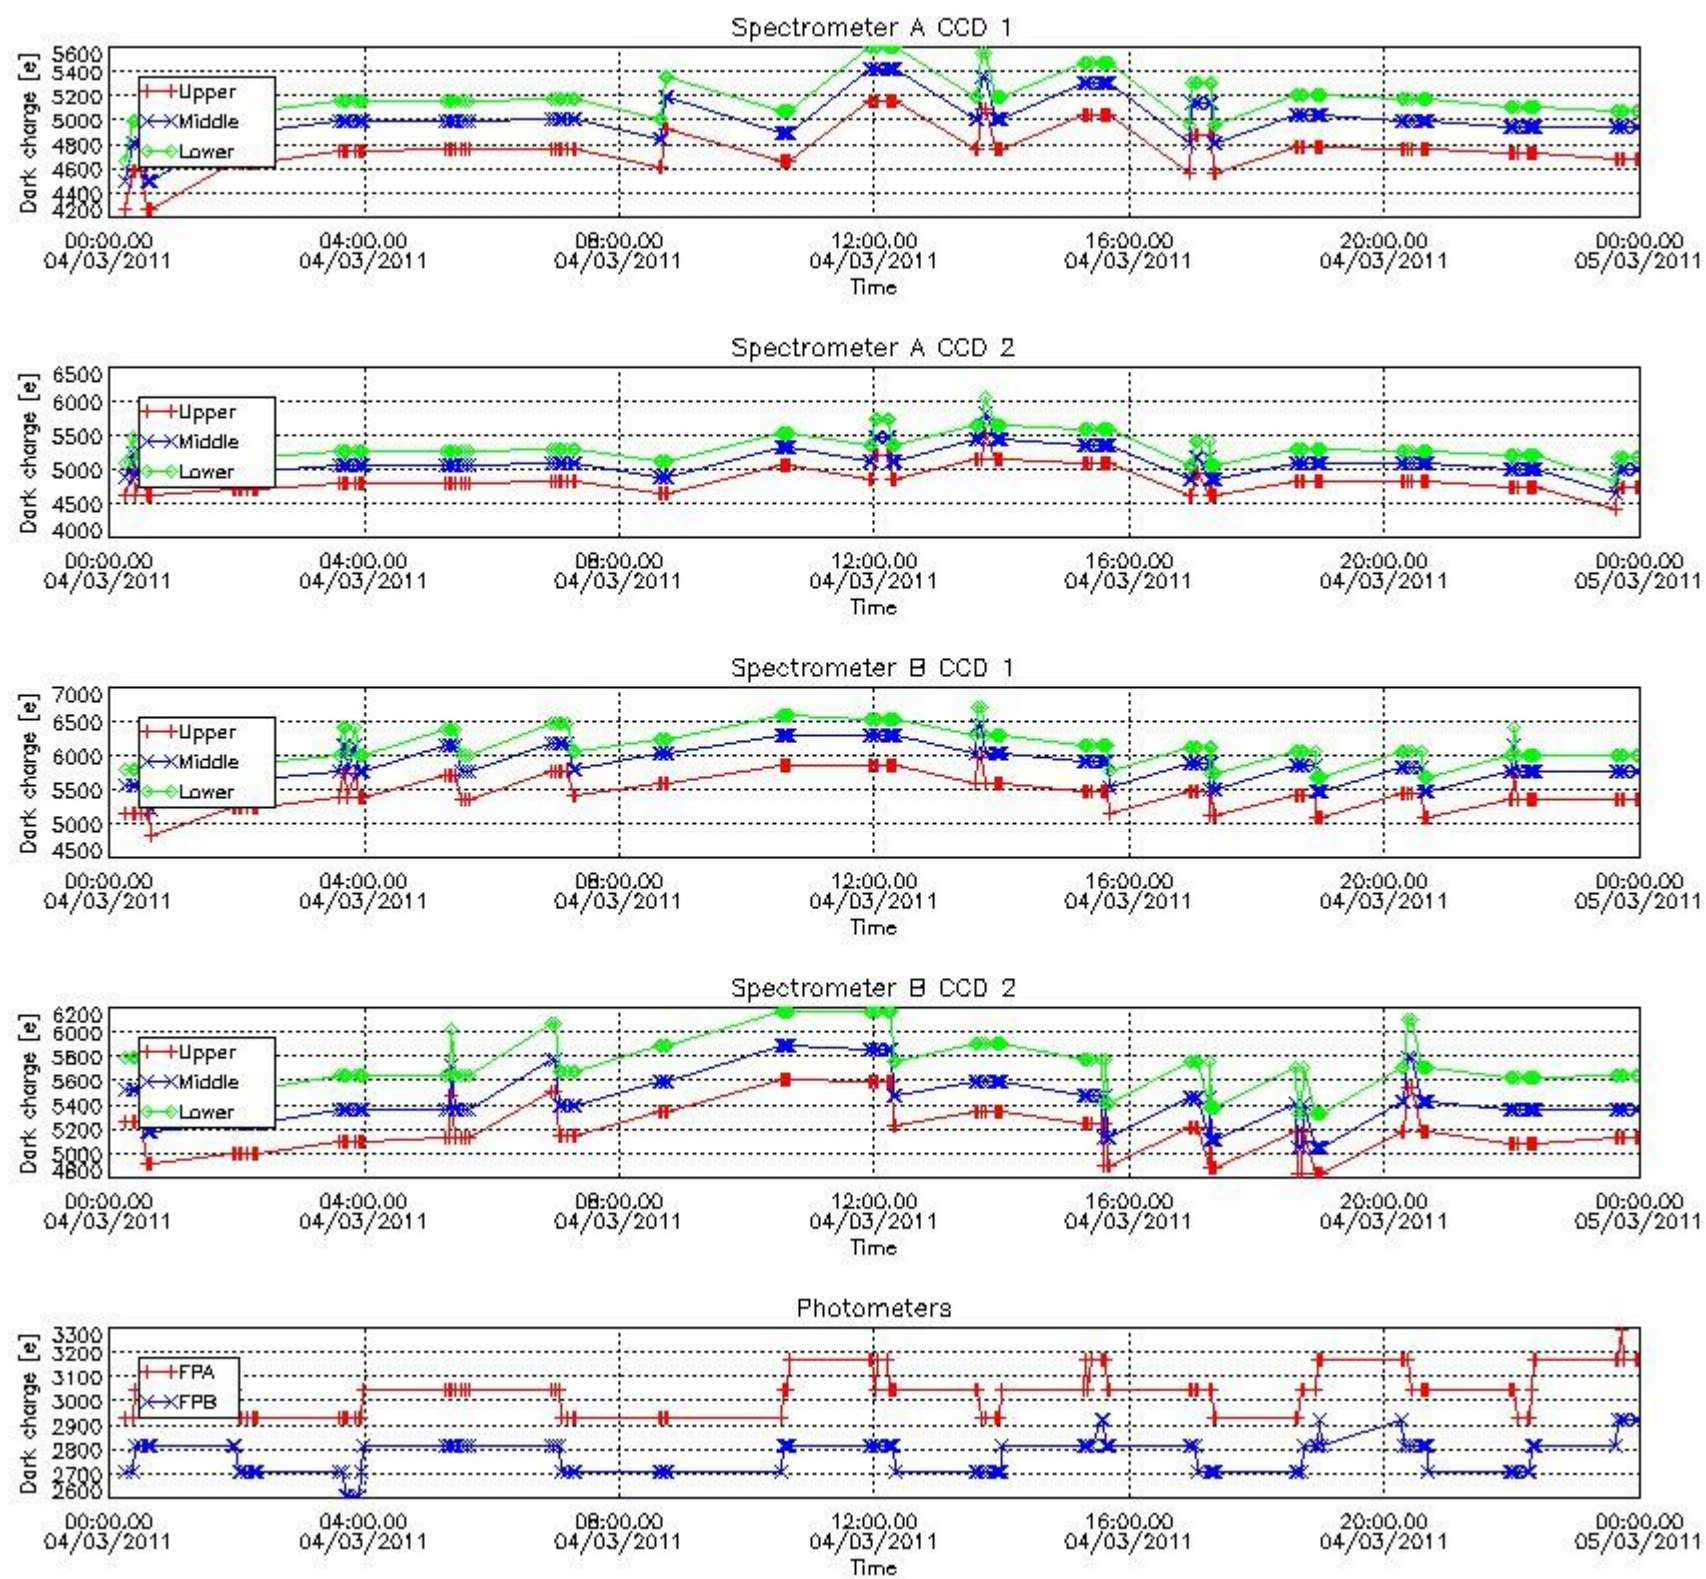 Spectrometer A CCD 1
Dark charge [e]
5600
5400
5200
5000
4800
4600
4400
4200
Upper
Middle
Lower
00:00.00 04:00.00 08:00.00 12:00.00 16:00.00 20:00.00 00:00.00
04/03/2011 04/03/2011 04/03/2011 04/03/2011 04/03/2011 04/03/2011 05/03/2011
Time
Spectrometer A CCD 2
Dark charge [e]
6500
6000
5500
5000
4500
4000
Upper
Middle
Lower
00:00.00 04:00.00 08:00.00 12:00.00 16:00.00 20:00.00 00:00.00
04/03/2011 04/03/2011 04/03/2011 04/03/2011 04/03/2011 04/03/2011 05/03/2011
Time
Spectrometer B CCD 1
Dark charge [e]
7000
6500
6000
5500
5000
4500
Upper
Middle
Lower
00:00.00 04:00.00 08:00.00 12:00.00 16:00.00 20:00.00 00:00.00
04/03/2011 04/03/2011 04/03/2011 04/03/2011 04/03/2011 04/03/2011 05/03/2011
Time
Spectrometer B CCD 2
Dark charge [e]
6200
6000
5800
5600
5400
5200
5000
4800
Upper
Middle
Lower
00:00.00 04:00.00 08:00.00 12:00.00 16:00.00 20:00.00 00:00.00
04/03/2011 04/03/2011 04/03/2011 04/03/2011 04/03/2011 04/03/2011 05/03/2011
Time
Photometers
Dark charge [e]
3300
3200
3100
3000
2900
2800
2700
2600
FPA
FPB
00:00.00 04:00.00 08:00.00 12:00.00 16:00.00 20:00.00 00:00.00
04/03/2011 04/03/2011 04/03/2011 04/03/2011 04/03/2011 04/03/2011 05/03/2011
Time